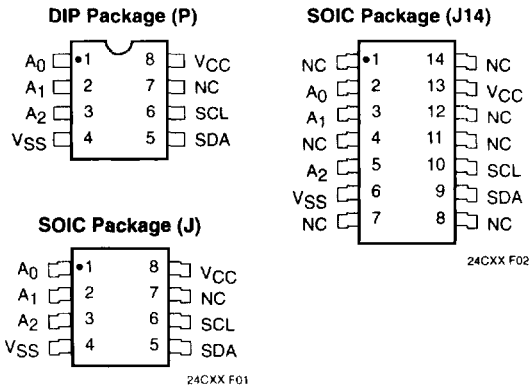 DIP Package (P)
A0 1 8 VCC
A1 2 7 NC
A2 3 6 SCL
VSS 4 5 SDA
SOIC Package (J)
A0 1 8 VCC
A1 2 7 NC
A2 3 6 SCL
VSS 4 5 SDA
24CXX F01
SOIC Package (J14)
NC 1 14 NC
A0 2 13 VCC
A1 3 12 NC
NC 4 11 NC
A2 5 10 SCL
VSS 6 9 SDA
NC 7 8 NC
24CXX F02